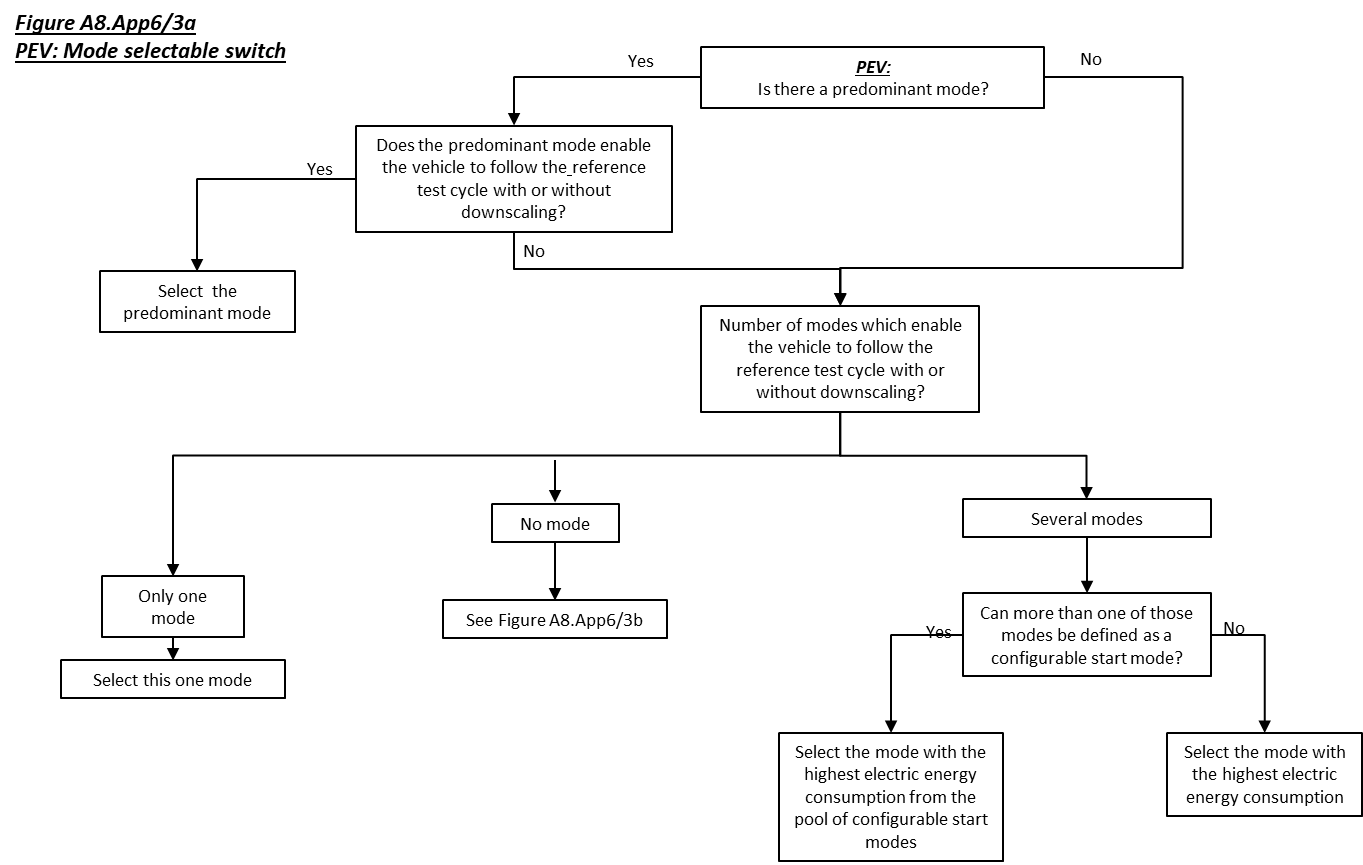 Figure A8.App6/3a
PEV: Mode selectable switch
Yes
PEV:
Is there a predominant mode?
No
Does the predominant mode enable
the vehicle to follow the reference
test cycle with or without
downscaling?
Yes
No
Select the
predominant mode
Number of modes which enable
the vehicle to follow the
reference test cycle with or
without downscaling?
No mode
Several modes
Only one
mode
See Figure A8.App6/3b
Can more than one of those
modes be defined as a
configurable start mode?
Yes
No
Select this one mode
Select the mode with the
highest electric energy
consumption from the
pool of configurable start
modes
Select the mode with
the highest electric
energy consumption